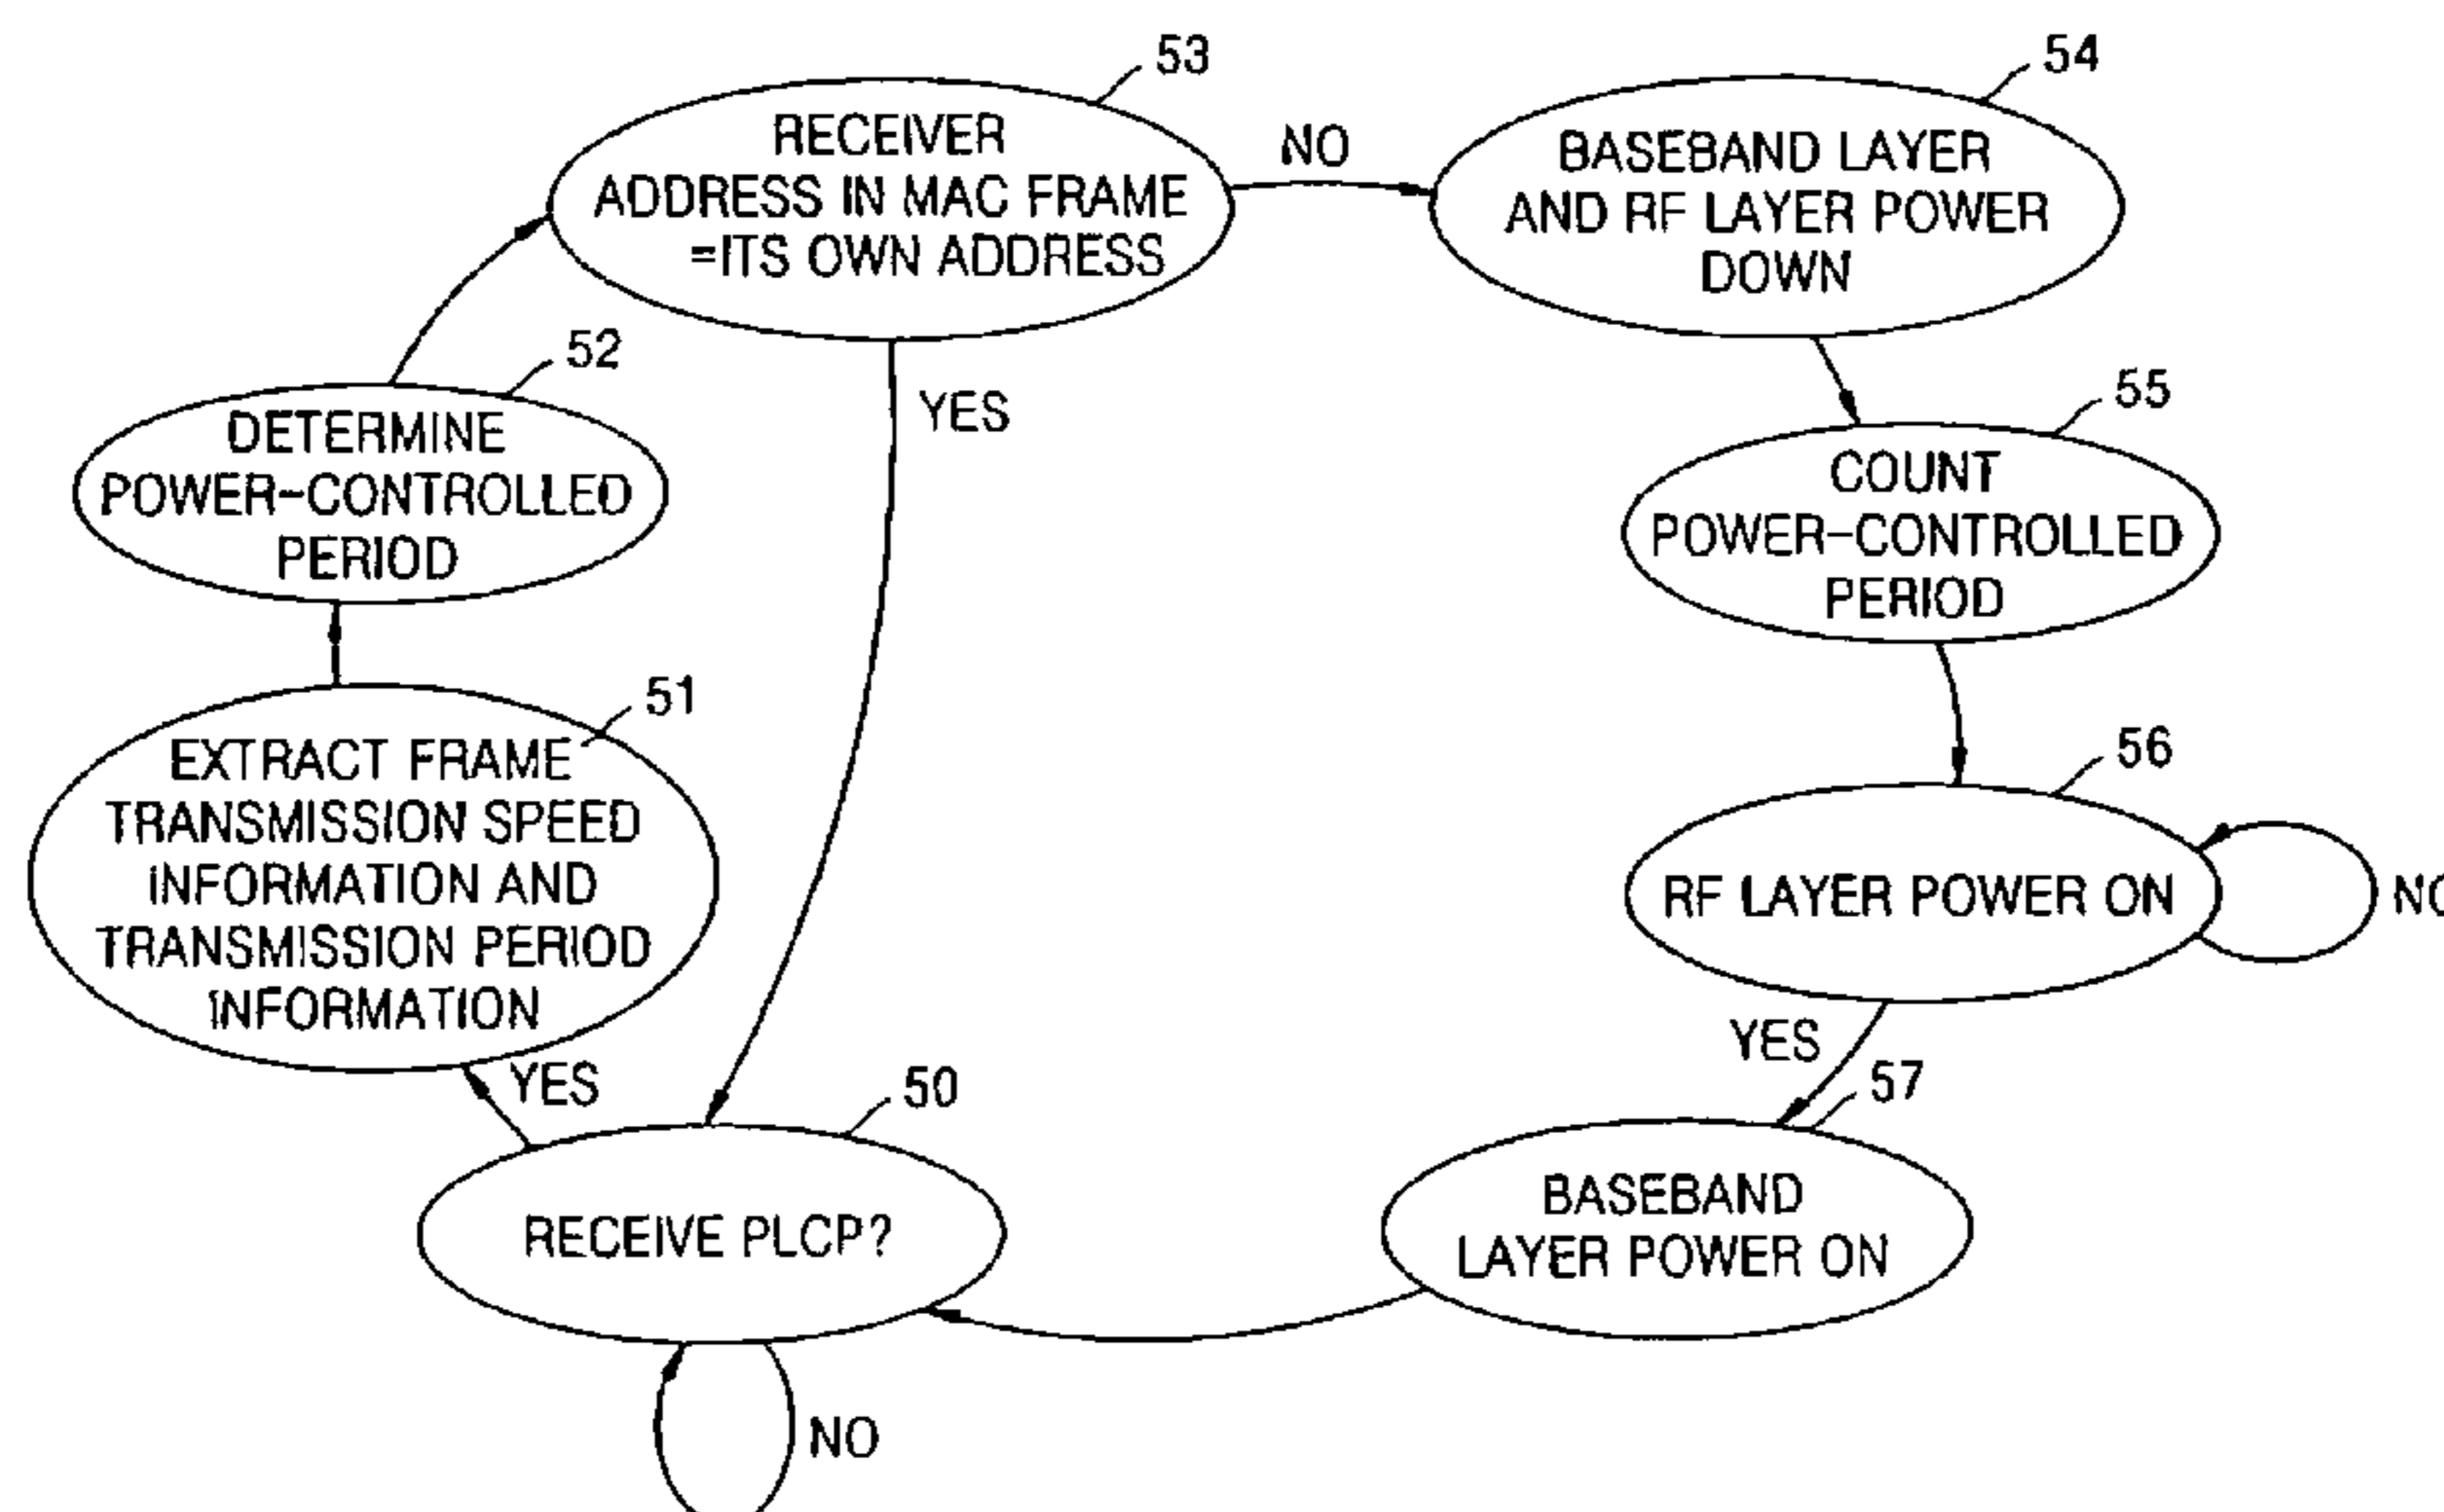 53
RECEIVER
ADDRESS IN MAC FRAME
=ITS OWN ADDRESS
NO
54
BASEBAND LAYER
AND RF LAYER POWER
DOWN
52
DETERMINE
POWER-CONTROLLED
PERIOD
YES
55
COUNT
POWER-CONTROLLED
PERIOD
51
EXTRACT FRAME
TRANSMISSION SPEED
INFORMATION AND
TRANSMISSION PERIOD
INFORMATION
56
RF LAYER POWER ON
NO
YES
YES
50
RECEIVE PLCP?
NO
57
BASEBAND
LAYER POWER ON